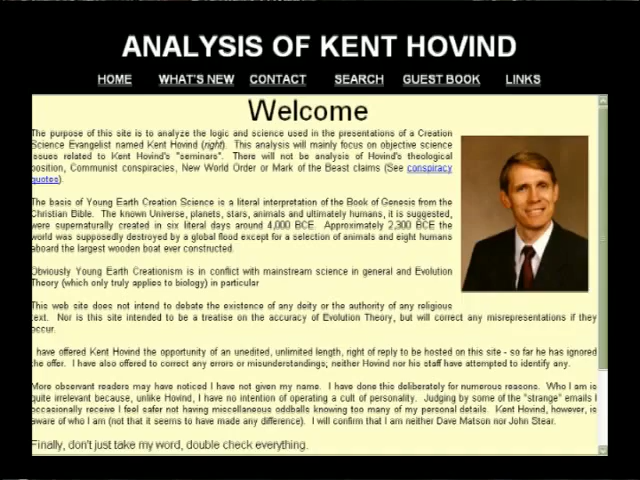 ANALYSIS OF KENT HOVIND
HOME WHAT'S NEW CONTACT SEARCH GUEST BOOK LINKS
Welcome
The purpose of this site is to analyze the logic and science used in the presentations of a Creation
Science Evangelist named Kent Hovind (right). This analysis will mainly focus on objective science
issues related to Kent Hovind's "seminars". There will not be analysis of Hovind's theological
position, Communist conspiracies, New World Order or Mark of the Beast claims (See conspiracy
quotes).
The basis of Young Earth Creation Science is a literal interpretation of the Book of Genesis from the
Christian Bible. The known Universe, planets, stars, animals and ultimately humans, it is suggested,
were supernaturally created in six literal days around 4,000 BCE. Approximately 2,300 BCE the
world was supposedly destroyed by a global flood except for a selection of animals and eight humans
aboard the largest wooden boat ever constructed.
Obviously Young Earth Creationism is in conflict with mainstream science in general and Evolution
Theory (which only truly applies to biology) in particular
This web site does not intend to debate the existence of any deity or the authority of any religious
text. Nor is this site intended to be a treatise on the accuracy of Evolution Theory, but will correct any misrepresentations if they
occur.
I have offered Kent Hovind the opportunity of an unedited, unlimited length, right of reply to be hosted on this site - so far he has ignored
the offer. I have also offered to correct any errors or misunderstandings; neither Hovind nor his staff have attempted to identify any.
More observant readers may have noticed I have not given my name. I have done this deliberately for numerous reasons. Who I am is
quite irrelevant because, unlike Hovind, I have no intention of operating a cult of personality. Judging by some of the "strange" emails I
occasionally receive I feel safer not having miscellaneous oddballs knowing too many of my personal details. Kent Hovind, however, is
aware of who I am (not that it seems to have made any difference). I will confirm that I am neither Dave Matson nor John Stear.
Finally, don't just take my word, double check everything.